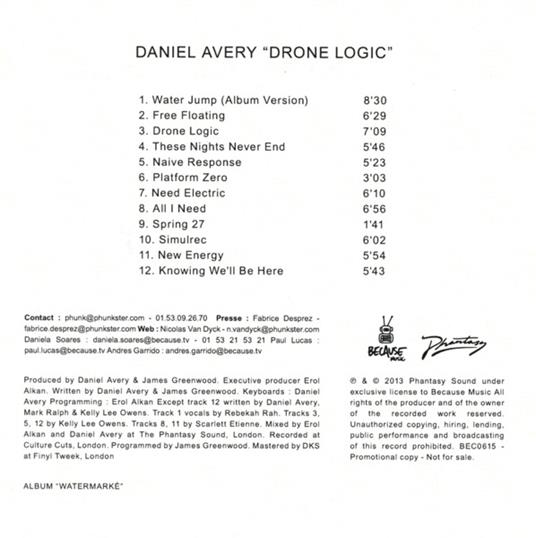 DANIEL AVERY “DRONE LOGIC”
1. Water Jump (Album Version) 8'30
2. Free Floating 6'29
3. Drone Logic 7'09
4. These Nights Never End 5'46
5. Naive Response 5'23
6. Platform Zero 3'03
7. Need Electric 6'10
8. All I Need 6'56
9. Spring 27 1'41
10. Simulrec 6'02
11. New Energy 5'54
12. Knowing We'll Be Here 5'43
Contact : phunk@phunkster.com - 01.53.09.26.70 Presse : Fabrice Desprez -
fabrice.desprez@phunkster.com Web : Nicolas Van Dyck - n.vandyck@phunkster.com
Daniela Soares : daniela.soares@because.tv - 01 53 21 53 21 Paul Lucas :
paul.lucas@because.tv Andres Garrido : andres.garrido@because.tv
BECAUSE
MUSIC
Phantasy
Produced by Daniel Avery & James Greenwood. Executive producer Erol
Alkan. Written by Daniel Avery & James Greenwood. Keyboards : Daniel
Avery Programming : Erol Alkan Except track 12 written by Daniel Avery,
Mark Ralph & Kelly Lee Owens. Track 1 vocals by Rebekah Rah. Tracks 3,
5, 12 by Kelly Lee Owens. Tracks 8, 11 by Scarlett Etienne. Mixed by Erol
Alkan and Daniel Avery at The Phantasy Sound, London. Recorded at
Culture Cuts, London. Programmed by James Greenwood. Mastered by DKS
at Finyl Tweek, London
℗ & © 2013 Phantasy Sound under
exclusive license to Because Music All
rights of the producer and of the owner
of the recorded work reserved.
Unauthorized copying, hiring, lending,
public performance and broadcasting
of this record prohibited. BEC0615 -
Promotional copy - Not for sale.
ALBUM “WATERMARKÉ”